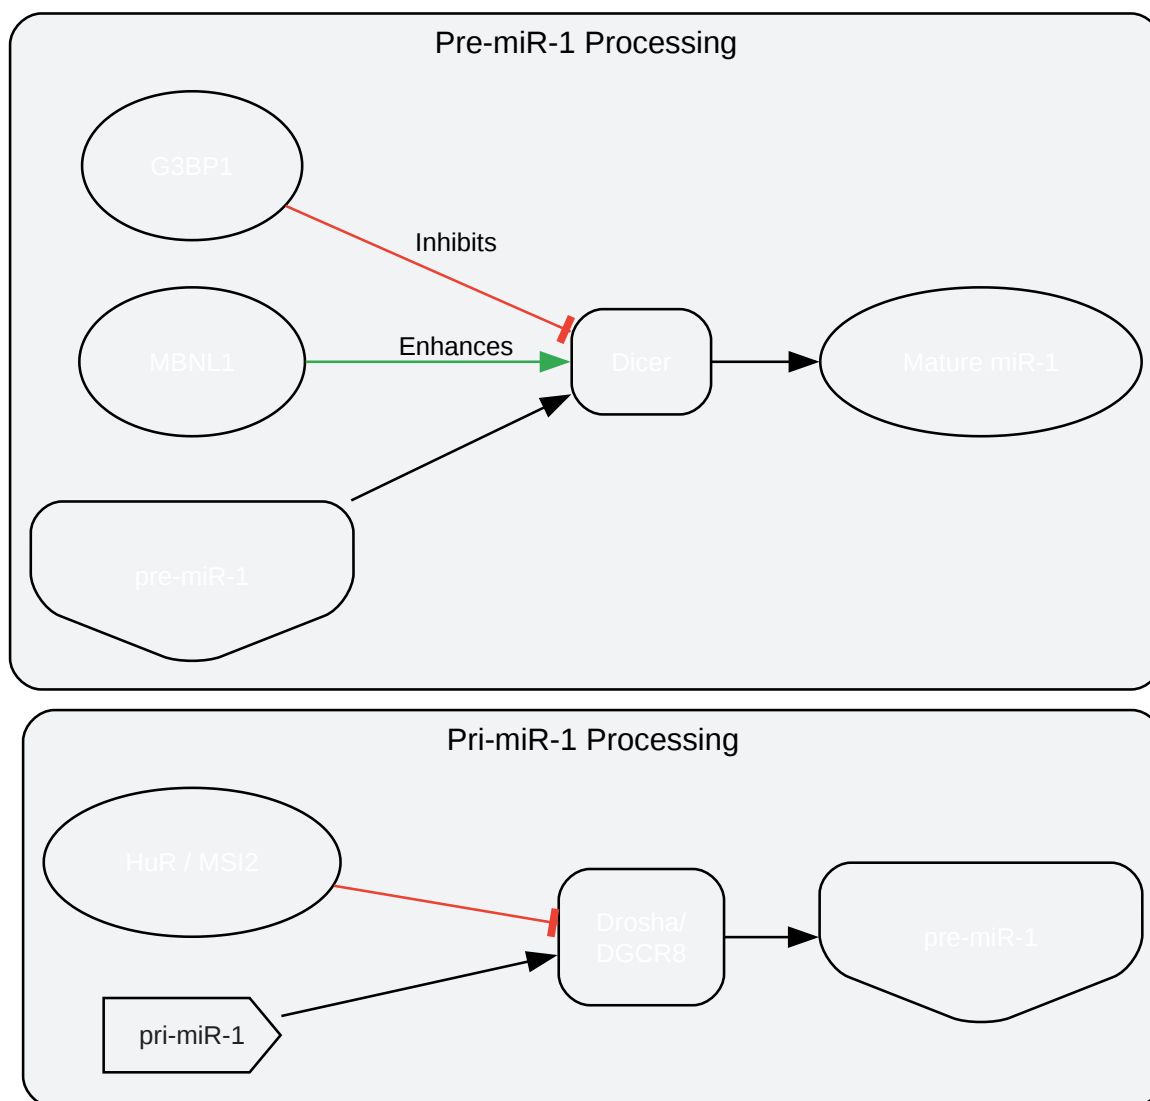 Pre-miR-1 Processing
G3BP1
Inhibits
MBNL1
Enhances
Dicer
Mature miR-1
pre-miR-1
Pri-miR-1 Processing
HuR / MSI2
Drosha/
DGCR8
pre-miR-1
pri-miR-1